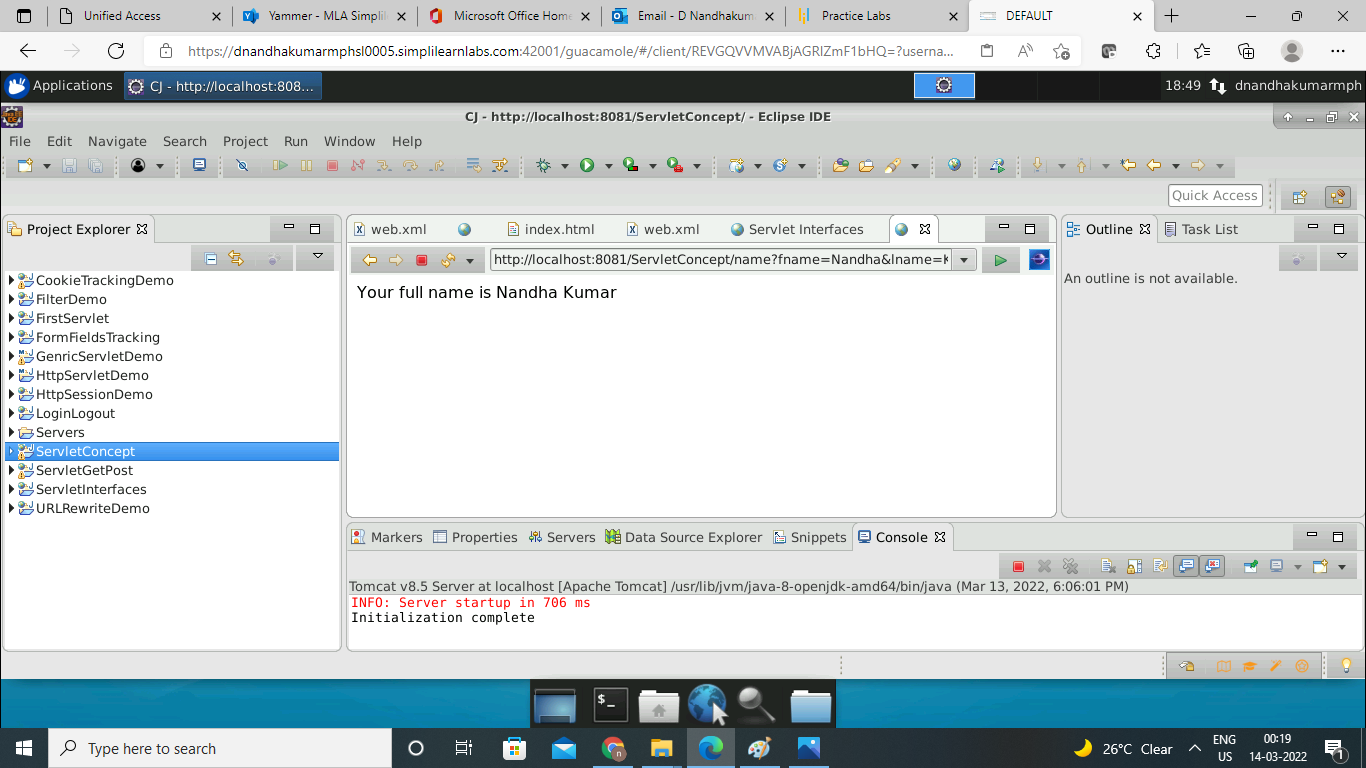 Unified Access
Yammer - MLA Simpli
Microsoft Office Home
Email - D Nandhakum
Practice Labs
DEFAULT
https://dnandhakumarmphsl0005.simplilearnlabs.com:42001/guacamole/#/client/REVGQVVMVABjAGRlZmF1bHQ=?userna...
Applications
CJ - http://localhost:808...
18:49
dnandhakumarmph
CJ - http://localhost:8081/ServletConcept/ - Eclipse IDE
File Edit Navigate Search Project Run Window Help
Quick Access
Project Explorer
web.xml
index.html
web.xml
Servlet Interfaces
Outline
Task List
http://localhost:8081/ServletConcept/name?fname=Nandha&lname=K
An outline is not available.
Your full name is Nandha Kumar
CookieTrackingDemo
FilterDemo
FirstServlet
FormFieldsTracking
GenricServletDemo
HttpServletDemo
HttpSessionDemo
LoginLogout
Servers
ServletConcept
ServletGetPost
ServletInterfaces
URLRewriteDemo
Markers
Properties
Servers
Data Source Explorer
Snippets
Console
Tomcat v8.5 Server at localhost [Apache Tomcat] /usr/lib/jvm/java-8-openjdk-amd64/bin/java (Mar 13, 2022, 6:06:01 PM)
INFO: Server startup in 706 ms
Initialization complete
Type here to search
26°C Clear
ENG
US
00:19
14-03-2022
1